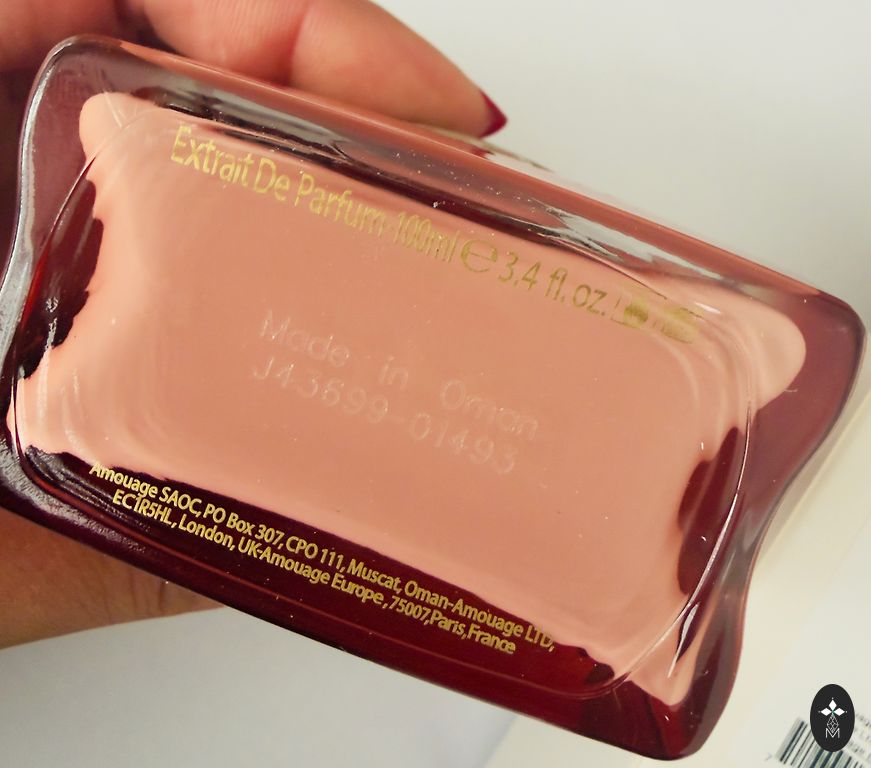 Extrait De Parfum-100ml ℮ 3.4 fl.oz.
Made in Oman
J43699-01493
Amouage SAOC, PO Box 307, CPO 111, Muscat, Oman-Amouage LTD,
EC1R5HL, London, UK-Amouage Europe, 75007,Paris,France
M